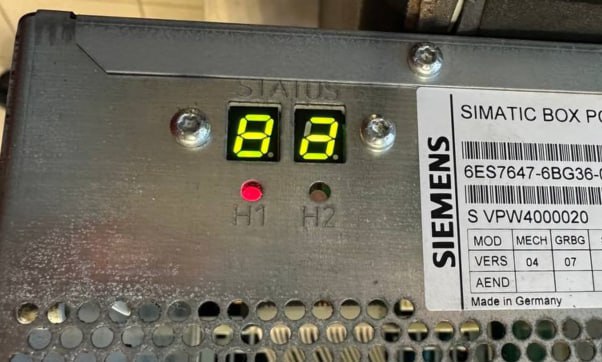 STATUS
8 d
H1 H2
SIEMENS
SIMATIC BOX PC
6ES7647-6BG36-0
S VPW4000020
MOD MECH GRBG
VERS 04 07
AEND
Made in Germany